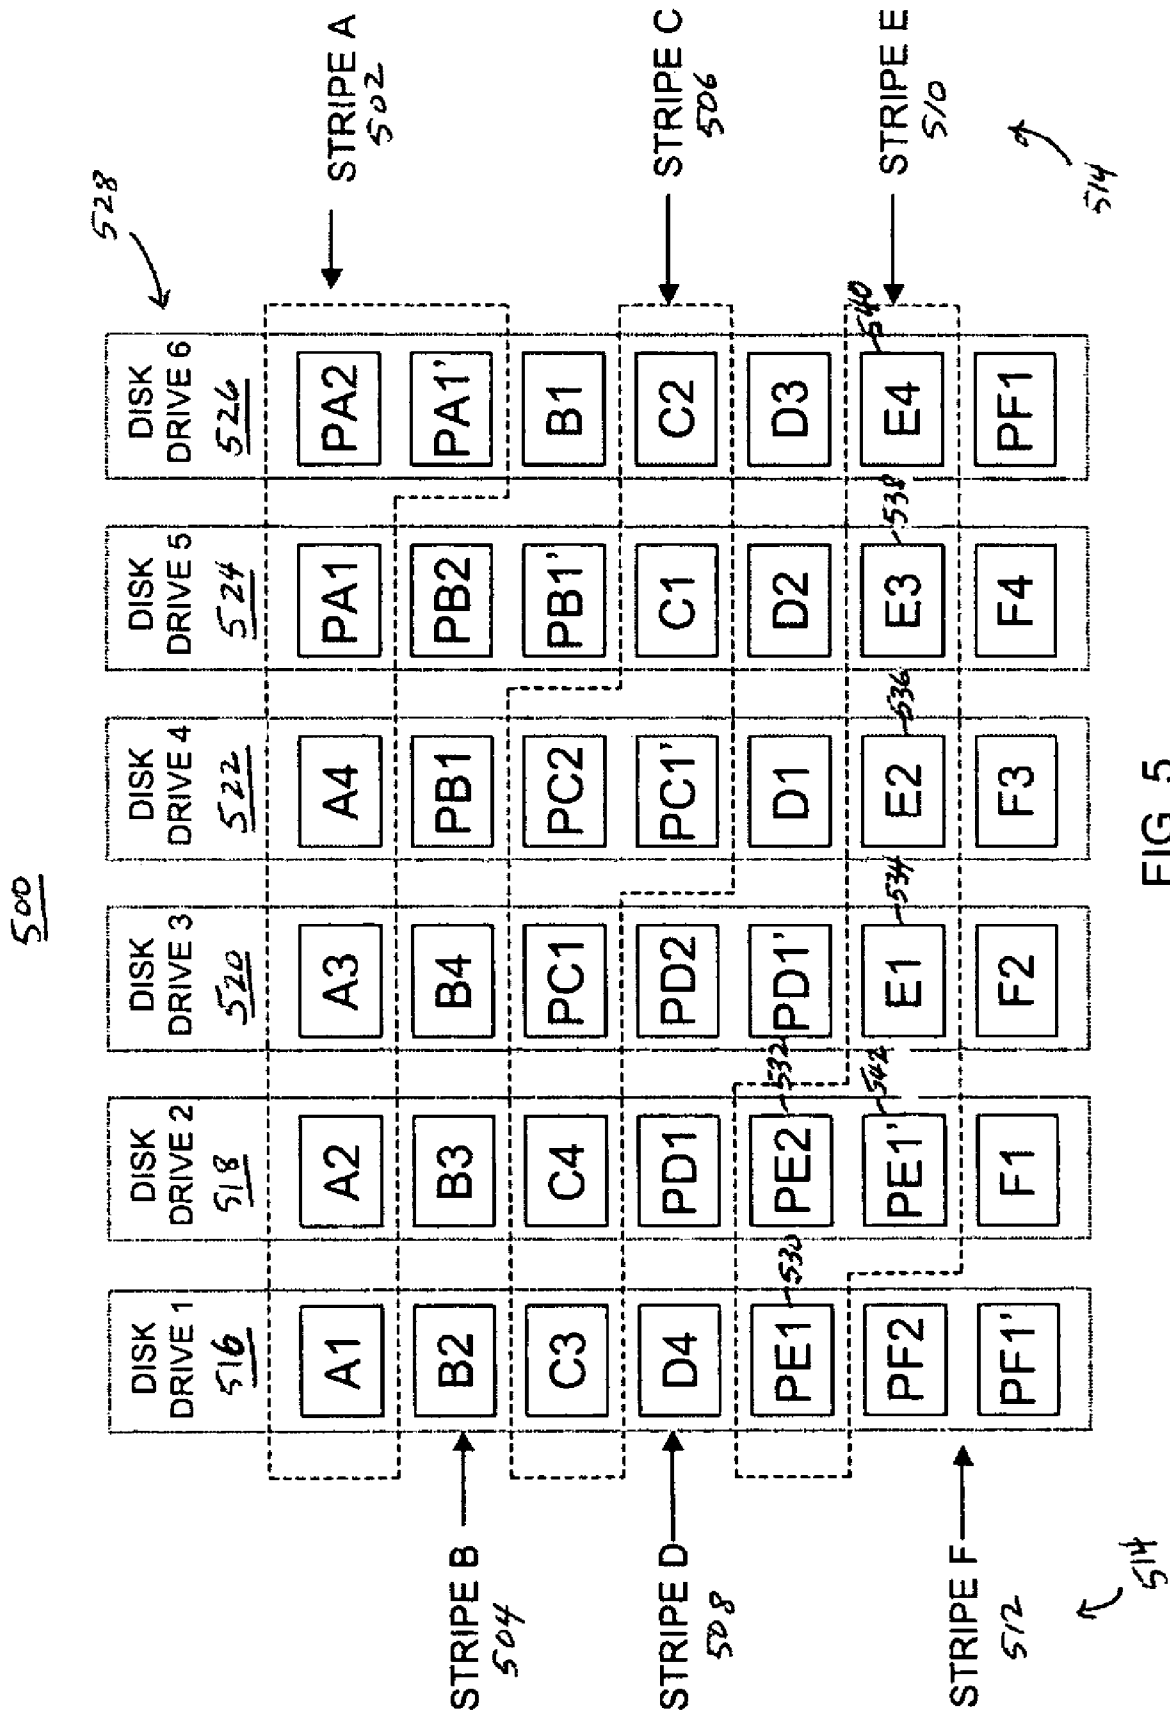 500
528
DISK DRIVE 1
516
DISK DRIVE 2
518
DISK DRIVE 3
520
DISK DRIVE 4
522
DISK DRIVE 5
524
DISK DRIVE 6
526
A1 A2 A3 A4 PA1 PA2
STRIPE A
502
STRIPE B
504
B2 B3 B4 PB1 PB2 PA1'
C3 C4 PC1 PC2 PB1' B1
STRIPE C
506
STRIPE D
508
D4 PD1 PD2 PC1' C1 C2
530 532
PE1 PE2 PD1' D1 D2 D3
542 534 536 538 540
PF2 PE1' E1 E2 E3 E4
STRIPE E
510
STRIPE F
512
PF1' F1 F2 F3 F4 PF1
514
514
FIG. 5